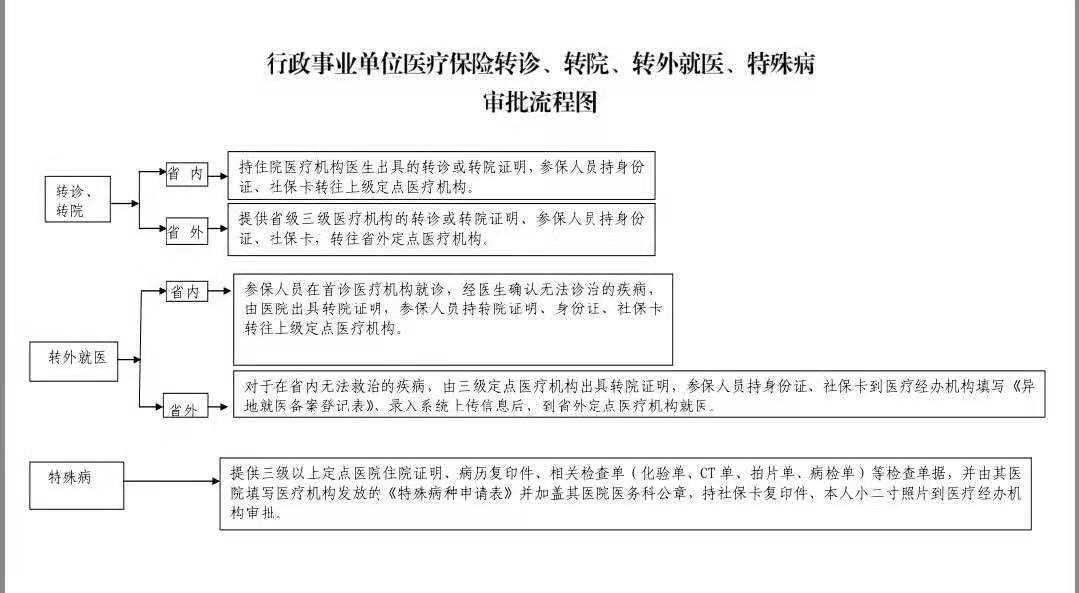 行政事业单位医疗保险转诊、转院、转外就医、特殊病
审批流程图
转诊、
转院
省 内
持住院医疗机构医生出具的转诊或转院证明,参保人员持身份
证、社保卡转往上级定点医疗机构。
省 外
提供省级三级医疗机构的转诊或转院证明、参保人员持身份
证、社保卡,转往省外定点医疗机构。
转外就医
省内
参保人员在首诊医疗机构就诊，经医生确认无法诊治的疾病，
由医院出具转院证明，参保人员持转院证明、身份证、社保卡
转往上级定点医疗机构。
省外
对于在省内无法救治的疾病、由三级定点医疗机构出具转院证明，参保人员持身份证、社保卡到医疗经办机构填写《异
地就医备案登记表》、录入系统上传信息后、到省外定点医疗机构就医。
特殊病
提供三级以上定点医院住院证明、病历复印件、相关检查单（化验单、CT 单、拍片单、病检单）等检查单据，并由其医
院填写医疗机构发放的《特殊病种申请表》并加盖其医院医务科公章，持社保卡复印件、本人小二寸照片到医疗经办机
构审批。